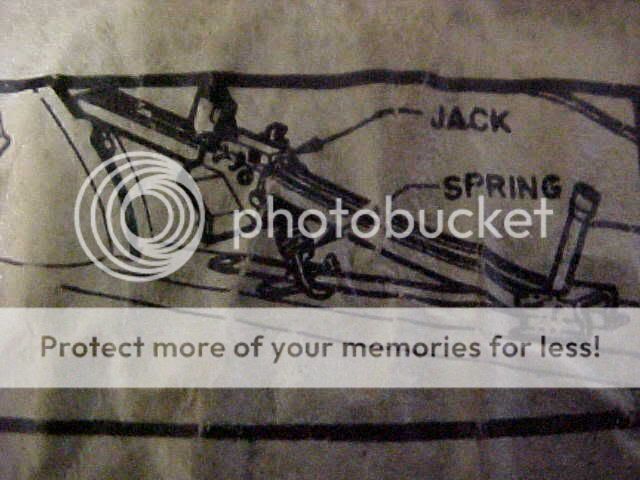 JACK
SPRING
photobucket
Protect more of your memories for less!